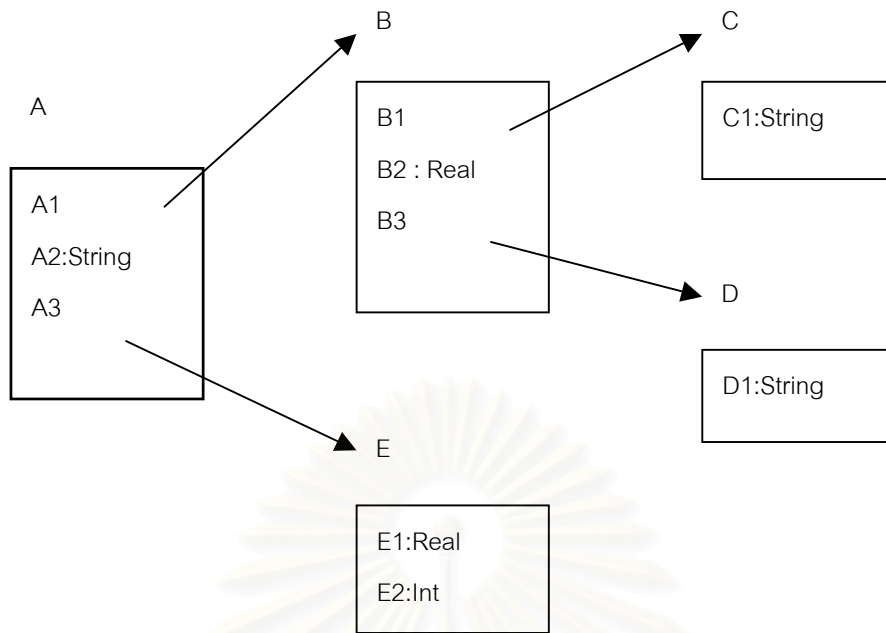 A
A1
A2:String
A3
B
B1
B2 : Real
B3
C
C1:String
D
D1:String
E
E1:Real
E2:Int